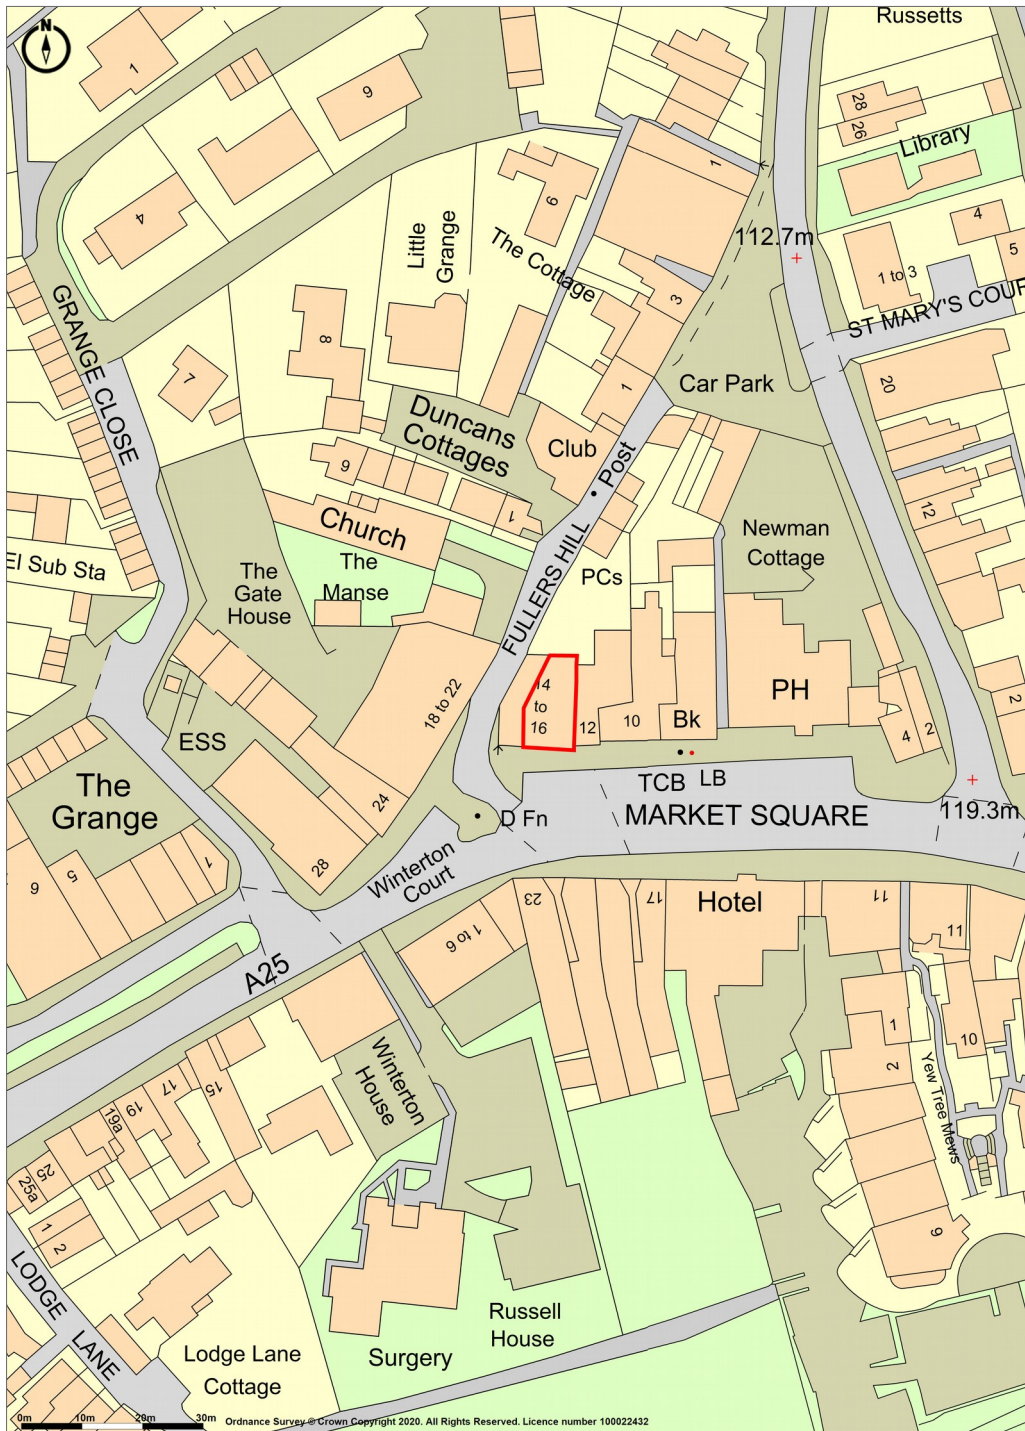 N
Russetts
1
9
28
26
Library
1
4
6
Little
Grange
The Cottage
112.7m
4
5
1 to 3
ST MARY'S COUR
3
GRANGE CLOSE
8
7
1
Car Park
20
Duncans
Cottages
Club
Post
9
1
12
Church
FULLERS HILL
Newman
Cottage
El Sub Sta
The
Gate
House
The
Manse
PCs
18 to 22
14
to
16
12
10
Bk
PH
4
2
2
ESS
TCB
LB
The
Grange
24
D Fn
MARKET SQUARE
119.3m
28
Winterton
Court
6
5
1
1 to 6
23
17
Hotel
11
11
A25
10
1
2
Yew Tree Mews
Winterton
House
15
17
19
19a
25
25a
1
2
9
LODGE LANE
Russell
House
Surgery
Lodge Lane
Cottage
0m 10m 20m 30m
Ordnance Survey © Crown Copyright 2020. All Rights Reserved. Licence number 100022432